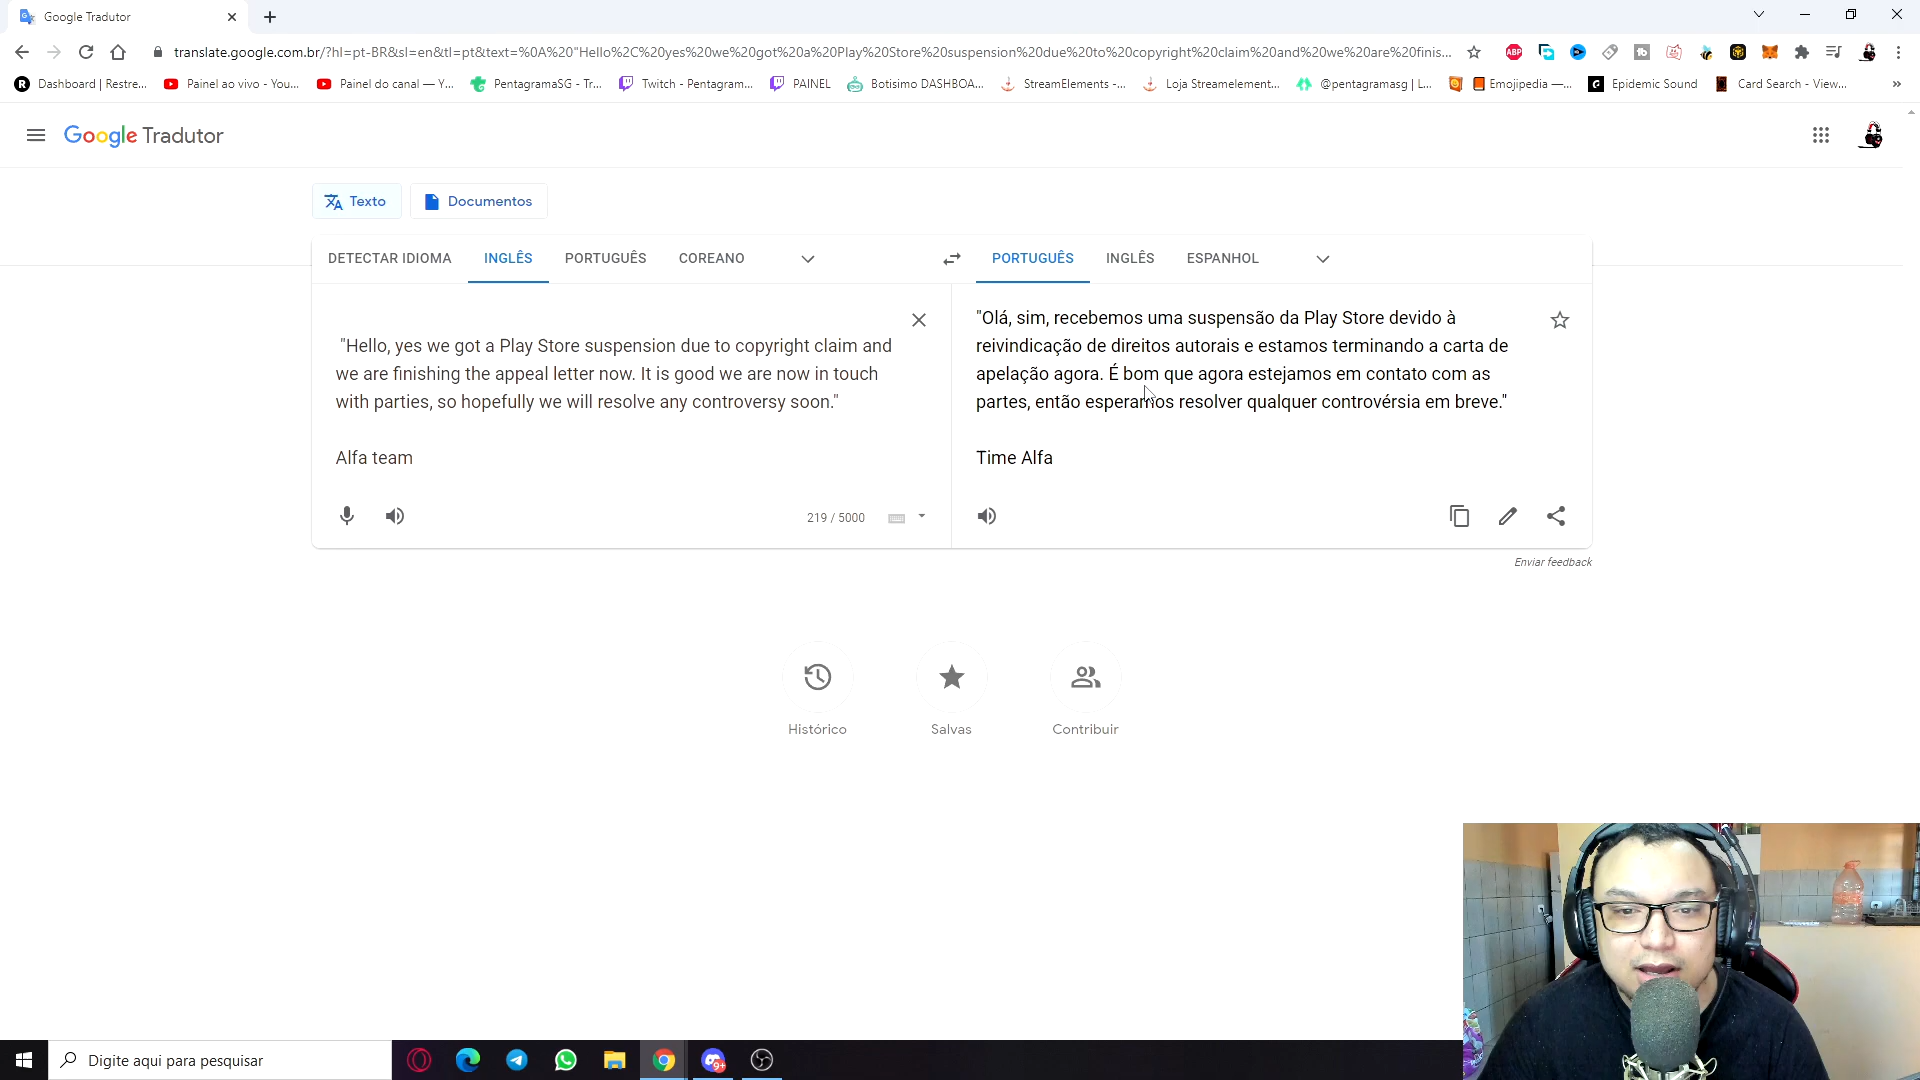 Google Tradutor
translate.google.com.br/?hl=pt-BR&sl=en&tl=pt&text=%0A%20"Hello%2C%20yes%20we%20got%20a%20Play%20Store%20suspension%20due%20to%20copyright%20claim%20and%20we%20are%20finis...
ABP
Dashboard | Restre...
Painel ao vivo - You...
Painel do canal — Y...
PentagramaSG - Tr...
Twitch - Pentagram...
PAINEL
Botisimo DASHBOA...
StreamElements -...
Loja Streamelement...
@pentagramasg | L...
Emojipedia —...
Epidemic Sound
Card Search - View...
»
Google Tradutor
Texto
Documentos
DETECTAR IDIOMA
INGLÊS
PORTUGUÊS
COREANO
PORTUGUÊS
INGLÊS
ESPANHOL
"Hello, yes we got a Play Store suspension due to copyright claim and
we are finishing the appeal letter now. It is good we are now in touch
with parties, so hopefully we will resolve any controversy soon."
Alfa team
219 / 5000
"Olá, sim, recebemos uma suspensão da Play Store devido à
reivindicação de direitos autorais e estamos terminando a carta de
apelação agora. É bom que agora estejamos em contato com as
partes, então esperamos resolver qualquer controvérsia em breve."
Time Alfa
Enviar feedback
Histórico
Salvas
Contribuir
Digite aqui para pesquisar
9+